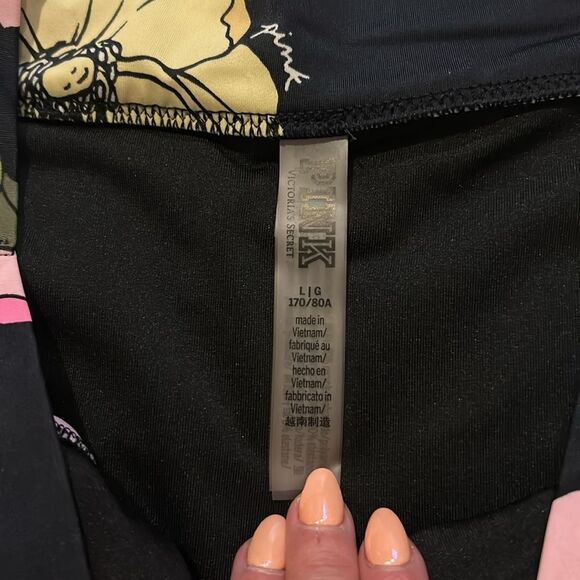 pink
PINK
VICTORIA'S SECRET
L | G
170/80A
made in
Vietnam/
fabriqué au
Vietnam/
hecho en
Vietnam/
fabbricato in
Vietnam/
越南制造